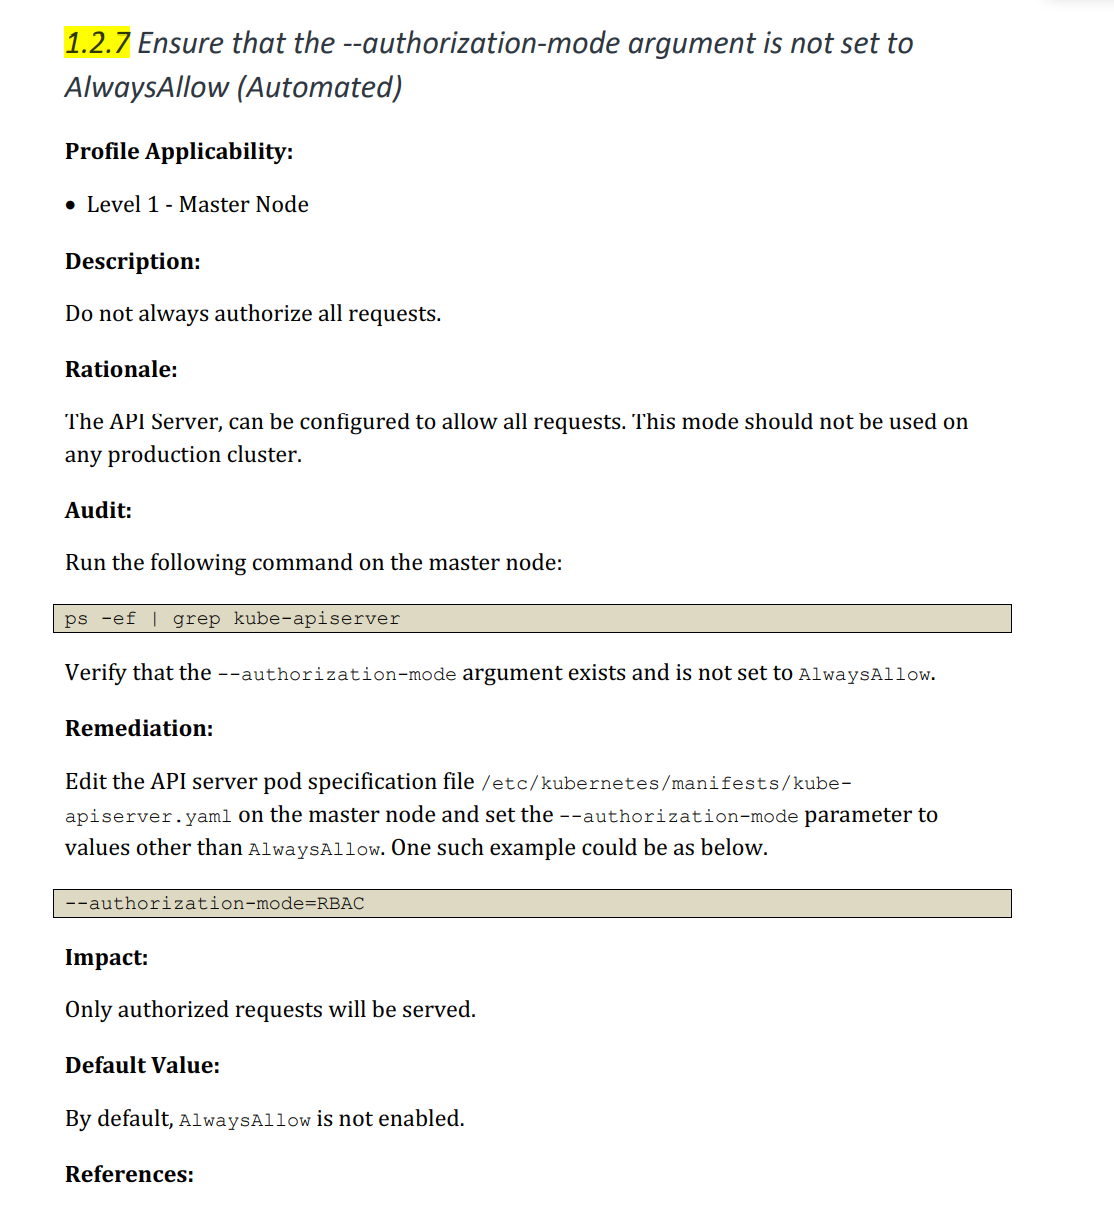 1.2.7 Ensure that the --authorization-mode argument is not set to
AlwaysAllow (Automated)
Profile Applicability:
• Level 1 - Master Node
Description:
Do not always authorize all requests.
Rationale:
The API Server, can be configured to allow all requests. This mode should not be used on
any production cluster.
Audit:
Run the following command on the master node:
ps -ef | grep kube-apiserver
Verify that the --authorization-mode argument exists and is not set to AlwaysAllow.
Remediation:
Edit the API server pod specification file /etc/kubernetes/manifests/kube-
apiserver.yaml on the master node and set the --authorization-mode parameter to
values other than AlwaysAllow. One such example could be as below.
--authorization-mode=RBAC
Impact:
Only authorized requests will be served.
Default Value:
By default, AlwaysAllow is not enabled.
References: